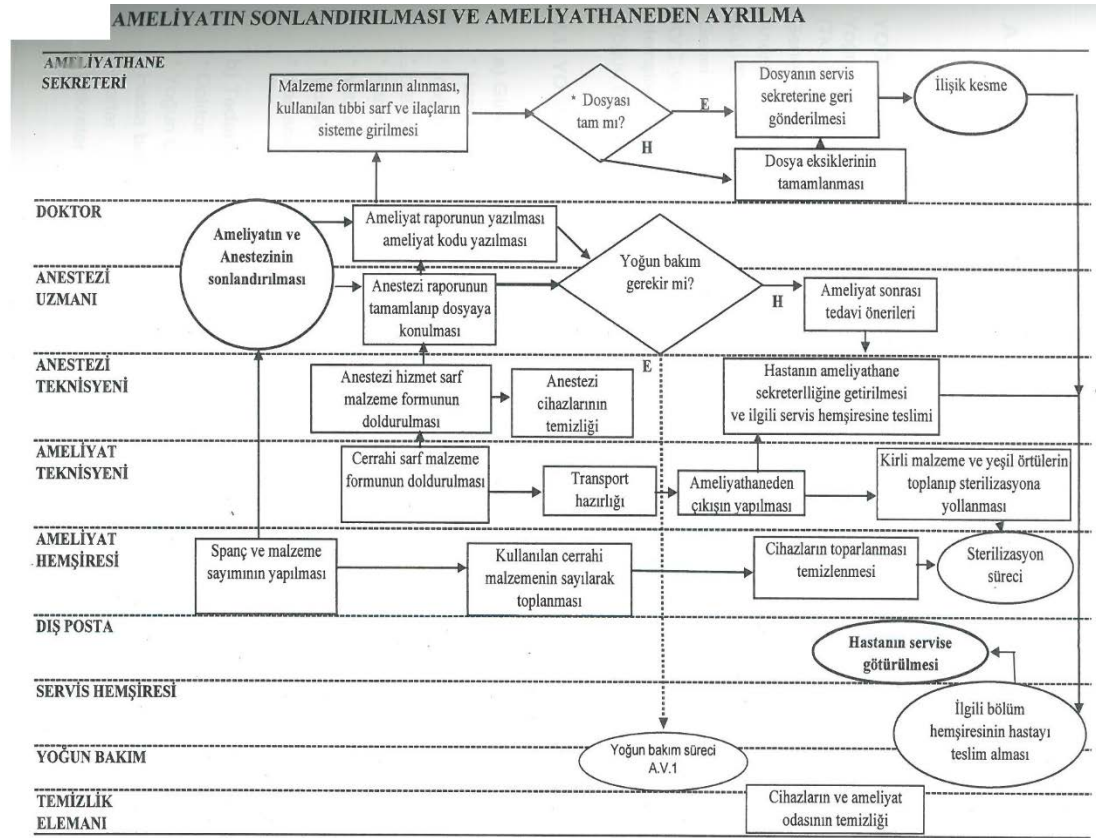 AMELİYATIN SONLANDIRILMASI VE AMELİYATHANEDEN AYRILMA
AMELİYATHANE
SEKRETERİ
Malzeme formlarının alınması,
kullanılan tıbbi sarf ve ilaçların
sisteme girilmesi
* Dosyası
tam mı?
E
H
Dosyanın servis
sekreterine geri
gönderilmesi
İlişik kesme
Dosya eksiklerinin
tamamlanması
DOKTOR
Ameliyatın ve
Anestezinin
sonlandırılması
Ameliyat raporunun yazılması
ameliyat kodu yazılması
Yoğun bakım
gerekir mi?
H
E
ANESTEZİ
UZMANI
Anestezi raporunun
tamamlanıp dosyaya
konulması
Ameliyat sonrası
tedavi önerileri
ANESTEZİ
TEKNİSYENİ
Anestezi hizmet sarf
malzeme formunun
doldurulması
Anestezi
cihazlarının
temizliği
Hastanın ameliyathane
sekreterlliğine getirilmesi
ve ilgili servis hemşiresine teslimi
AMELİYAT
TEKNİSYENİ
Cerrahi sarf malzeme
formunun doldurulması
Transport
hazırlığı
Ameliyathaneden
çıkışın yapılması
Kirli malzeme ve yeşil örtülerin
toplanıp sterilizasyona
yollanması
AMELİYAT
HEMŞİRESİ
Spanç ve malzeme
sayımının yapılması
Kullanılan cerrahi
malzemenin sayılarak
toplanması
Cihazların toparlanması
temizlenmesi
Sterilizasyon
süreci
DIŞ POSTA
Hastanın servise
götürülmesi
SERVİS HEMŞİRESİ
İlgili bölüm
hemşiresinin hastayı
teslim alması
YOĞUN BAKIM
Yoğun bakım süreci
A.V.1
TEMİZLİK
ELEMANI
Cihazların ve ameliyat
odasının temizliği